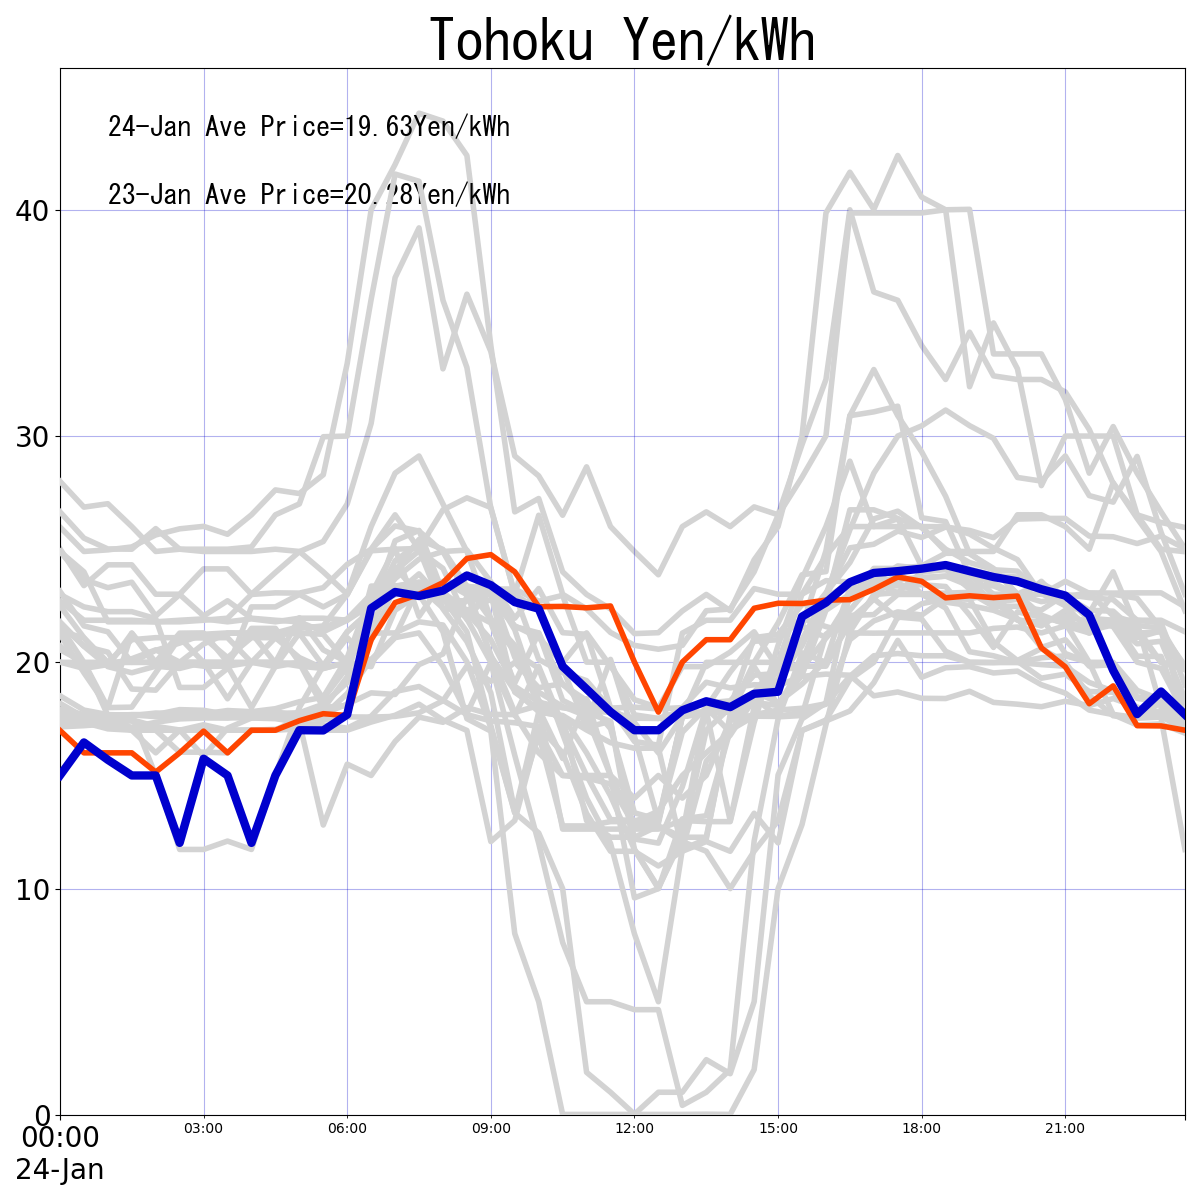 Tohoku Yen/kWh
24-Jan Ave Price=19.63Yen/kWh
23-Jan Ave Price=20.28Yen/kWh
40
30
20
10
0
00:00 03:00 06:00 09:00 12:00 15:00 18:00 21:00
24-Jan